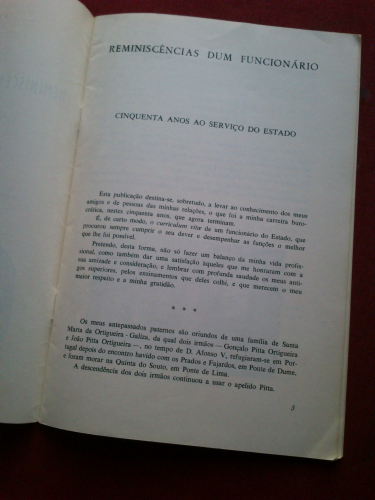 REMINISCÊNCIAS DUM FUNCIONÁRIO
CINQUENTA ANOS AO SERVIÇO DO ESTADO
Esta publicação destina-se, sobretudo, a levar ao conhecimento dos meus
amigos e de pessoas das minhas relações, o que foi a minha carreira buro-
crática, nestes cinquenta anos, que agora terminam.
E, de certo modo, o curriculum vitæ de um funcionário do Estado, que
procurou sempre cumprir o seu dever e desempenhar as funções o melhor
que lhe foi possível.
Pretendo, desta forma, não só fazer um balanço da minha vida profis-
sional, como também dar uma satisfação àqueles que me honraram com a
sua amizade e consideração, e lembrar com profunda saudade os meus anti-
gos superiores, pelos ensinamentos que deles colhi, e que merecem o meu
maior respeito e a minha gratidão.
* * *
Os meus antepassados paternos são oriundos de uma família de Santa
Marta da Ortigueira - Galiza, da qual dois irmãos — Gonçalo Pitta Ortigueira
e João Pitta Ortigueira —, no tempo de D. Afonso V, refugiaram-se em Por-
tugal depois do encontro havido com os Prados e Fajardos, em Ponte de Dume,
e foram morar na Quinta do Souto, em Ponte de Lima.
A descendência dos dois irmãos continuou a usar o apelido Pitta.
3